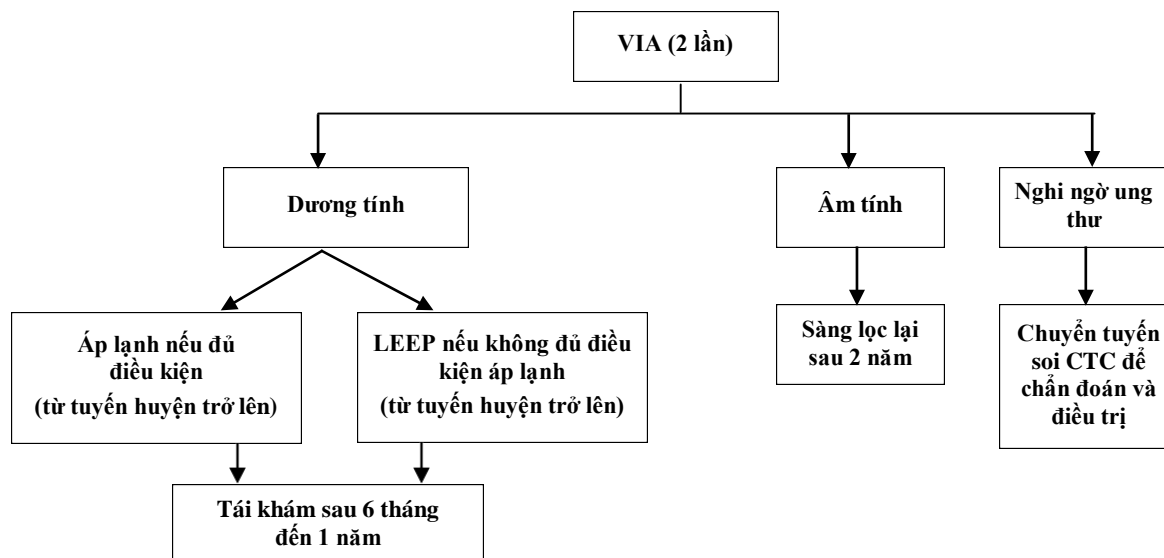 VIA (2 lần)
Dương tính
Âm tính
Nghi ngờ ung
thư
Áp lạnh nếu đủ
điều kiện
(từ tuyến huyện trở lên)
LEEP nếu không đủ điều
kiện áp lạnh
(từ tuyến huyện trở lên)
Sàng lọc lại
sau 2 năm
Chuyển tuyến
soi CTC để
chẩn đoán và
điều trị
Tái khám sau 6 tháng
đến 1 năm